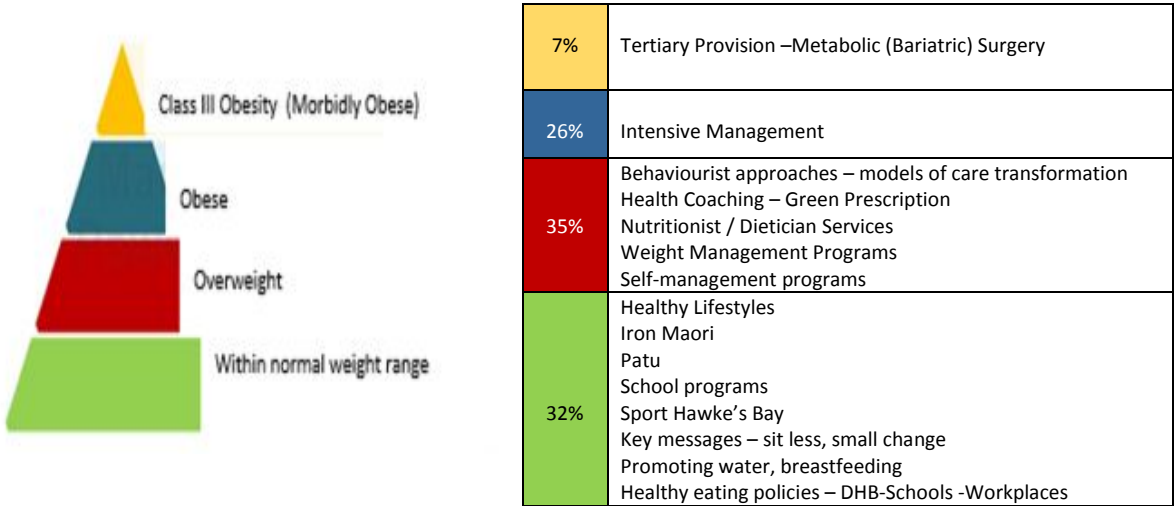 Class III Obesity (Morbidly Obese)
Obese
Overweight
Within normal weight range
7%
Tertiary Provision –Metabolic (Bariatric) Surgery
26%
Intensive Management
35%
Behaviourist approaches – models of care transformation
Health Coaching – Green Prescription
Nutritionist / Dietician Services
Weight Management Programs
Self-management programs
32%
Healthy Lifestyles
Iron Maori
Patu
School programs
Sport Hawke's Bay
Key messages – sit less, small change
Promoting water, breastfeeding
Healthy eating policies – DHB-Schools -Workplaces